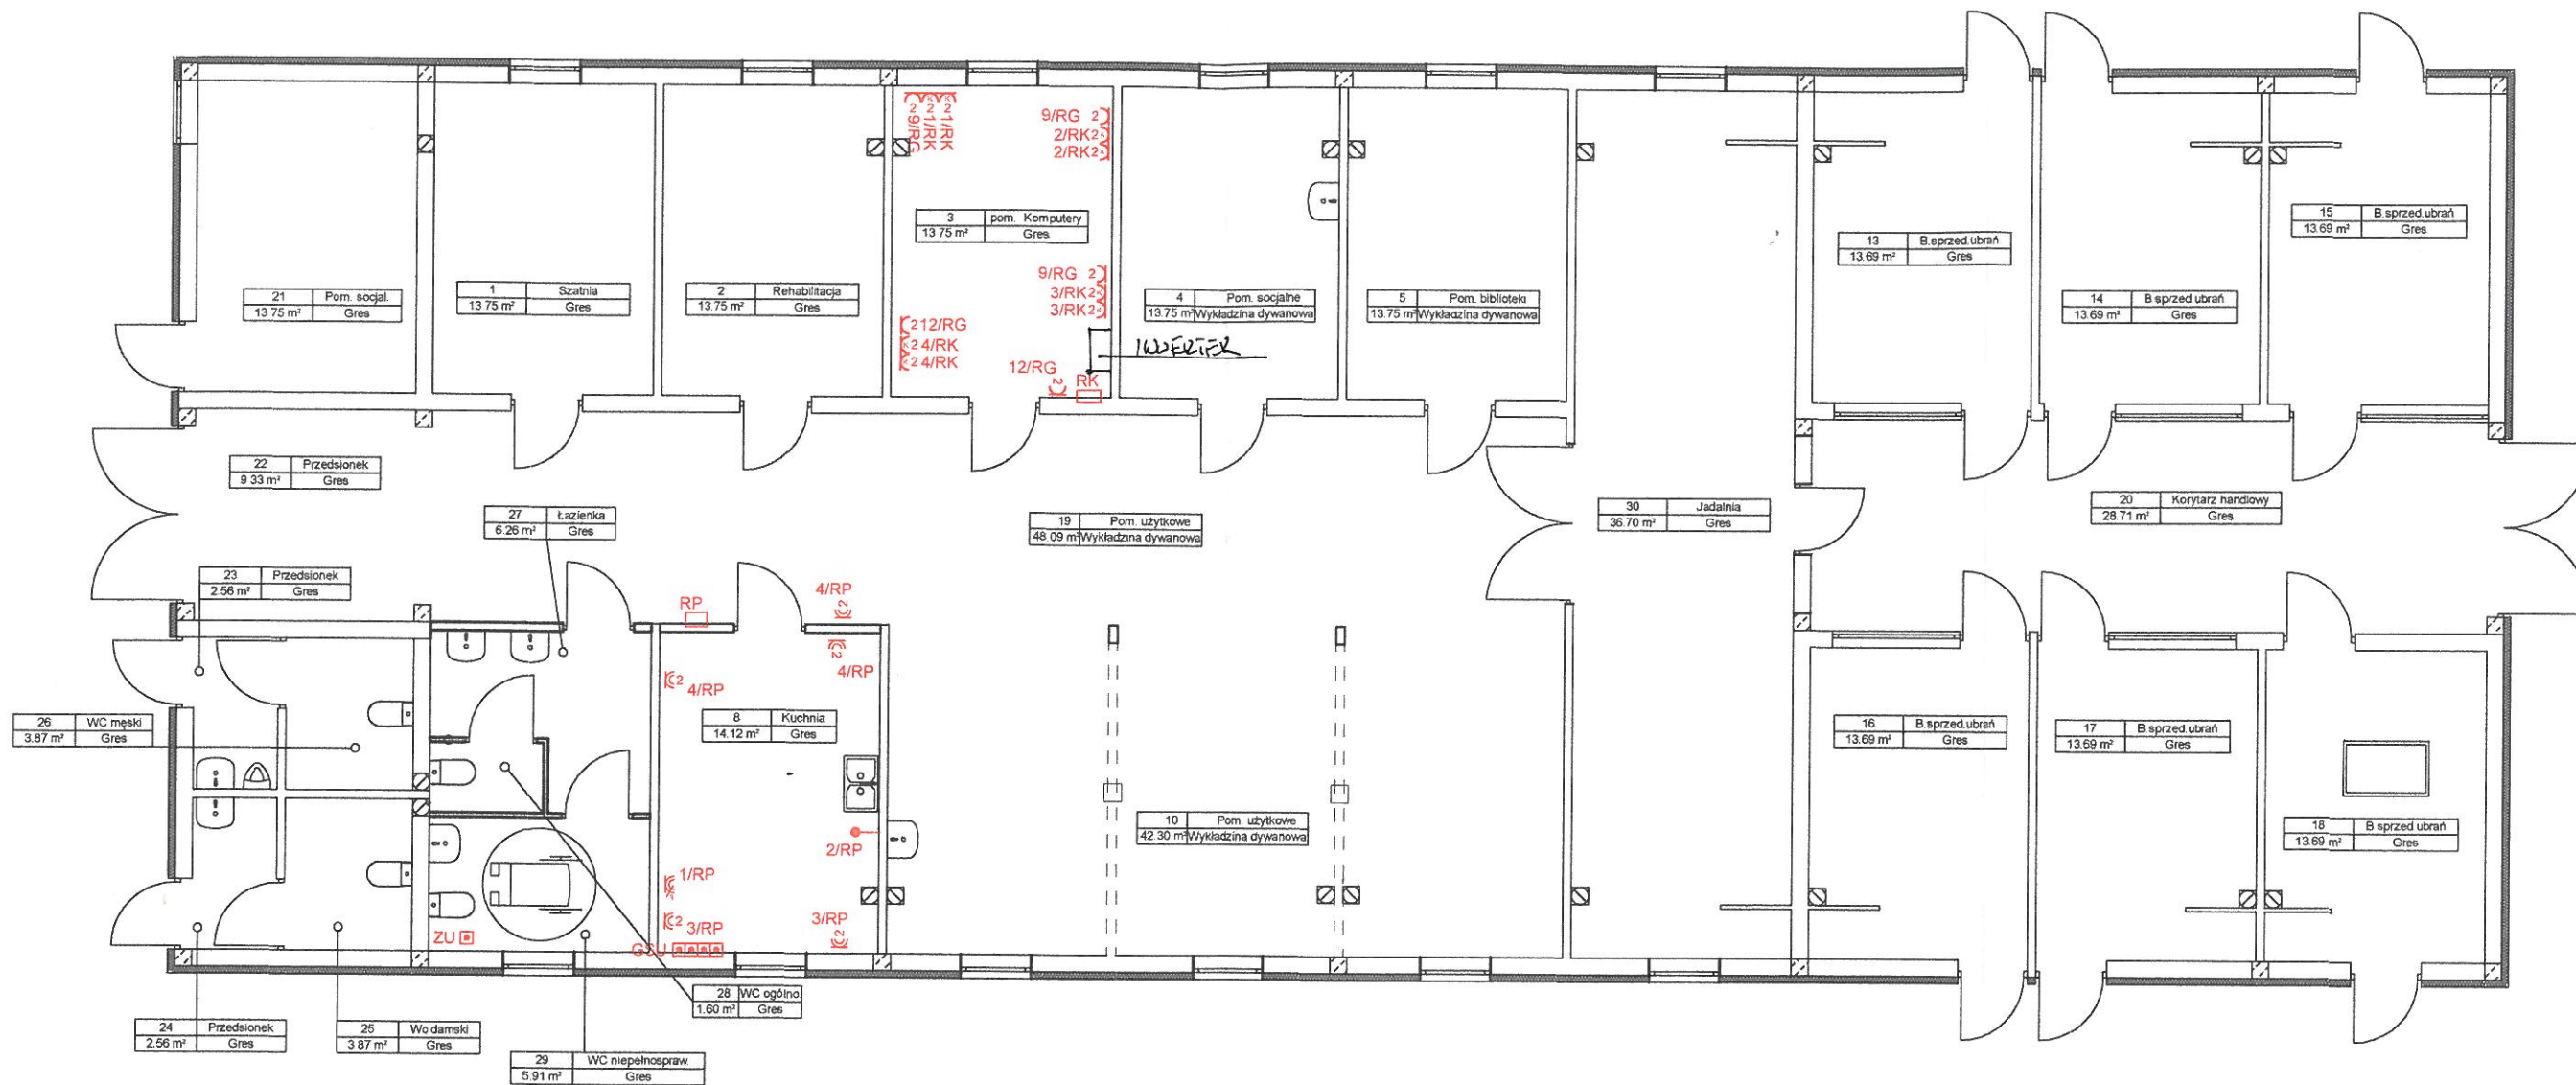 9/RG 2
2 1/RK
2 1/RK
9/RG 2
2/RK 2
2/RK 2
3 pom. Komputery
13 75 m² Gres
9/RG 2
3/RK 2
3/RK 2
2 12/RG
2 4/RK
2 4/RK
12/RG 2
RK
INWERTER
21 Pom. socjal.
13 75 m² Gres
1 Szatnia
13 75 m² Gres
2 Rehabilitacja
13.75 m² Gres
4 Pom. socjalne
13.75 m² Wykładzina dywanowa
5 Pom. biblioteki
13.75 m² Wykładzina dywanowa
13 B.sprzed.ubrań
13.69 m² Gres
14 B sprzed.ubrań
13.69 m² Gres
15 B.sprzed.ubrań
13.69 m² Gres
22 Przedsionek
9 33 m² Gres
27 Łazienka
6.26 m² Gres
19 Pom. użytkowe
48 09 m² Wykładzina dywanowa
30 Jadalnia
36.70 m² Gres
20 Korytarz handlowy
28.71 m² Gres
23 Przedsionek
2.56 m² Gres
RP
4/RP
2
2
4/RP
2
4/RP
26 WC męski
3.87 m² Gres
8 Kuchnia
14.12 m² Gres
16 B.sprzed.ubrań
13.69 m² Gres
17 B.sprzed.ubrań
13.69 m² Gres
10 Pom użytkowe
42.30 m² Wykładzina dywanowa
18 B sprzed ubrań
13.69 m² Gres
2/RP
1/RP
2 3/RP
3/RP
2
ZU
GSU
28 WC ogólna
1.60 m² Gres
24 Przedsionek
2.56 m² Gres
25 Wc damski
3 87 m² Gres
29 WC niepełnospraw.
5.91 m² Gres